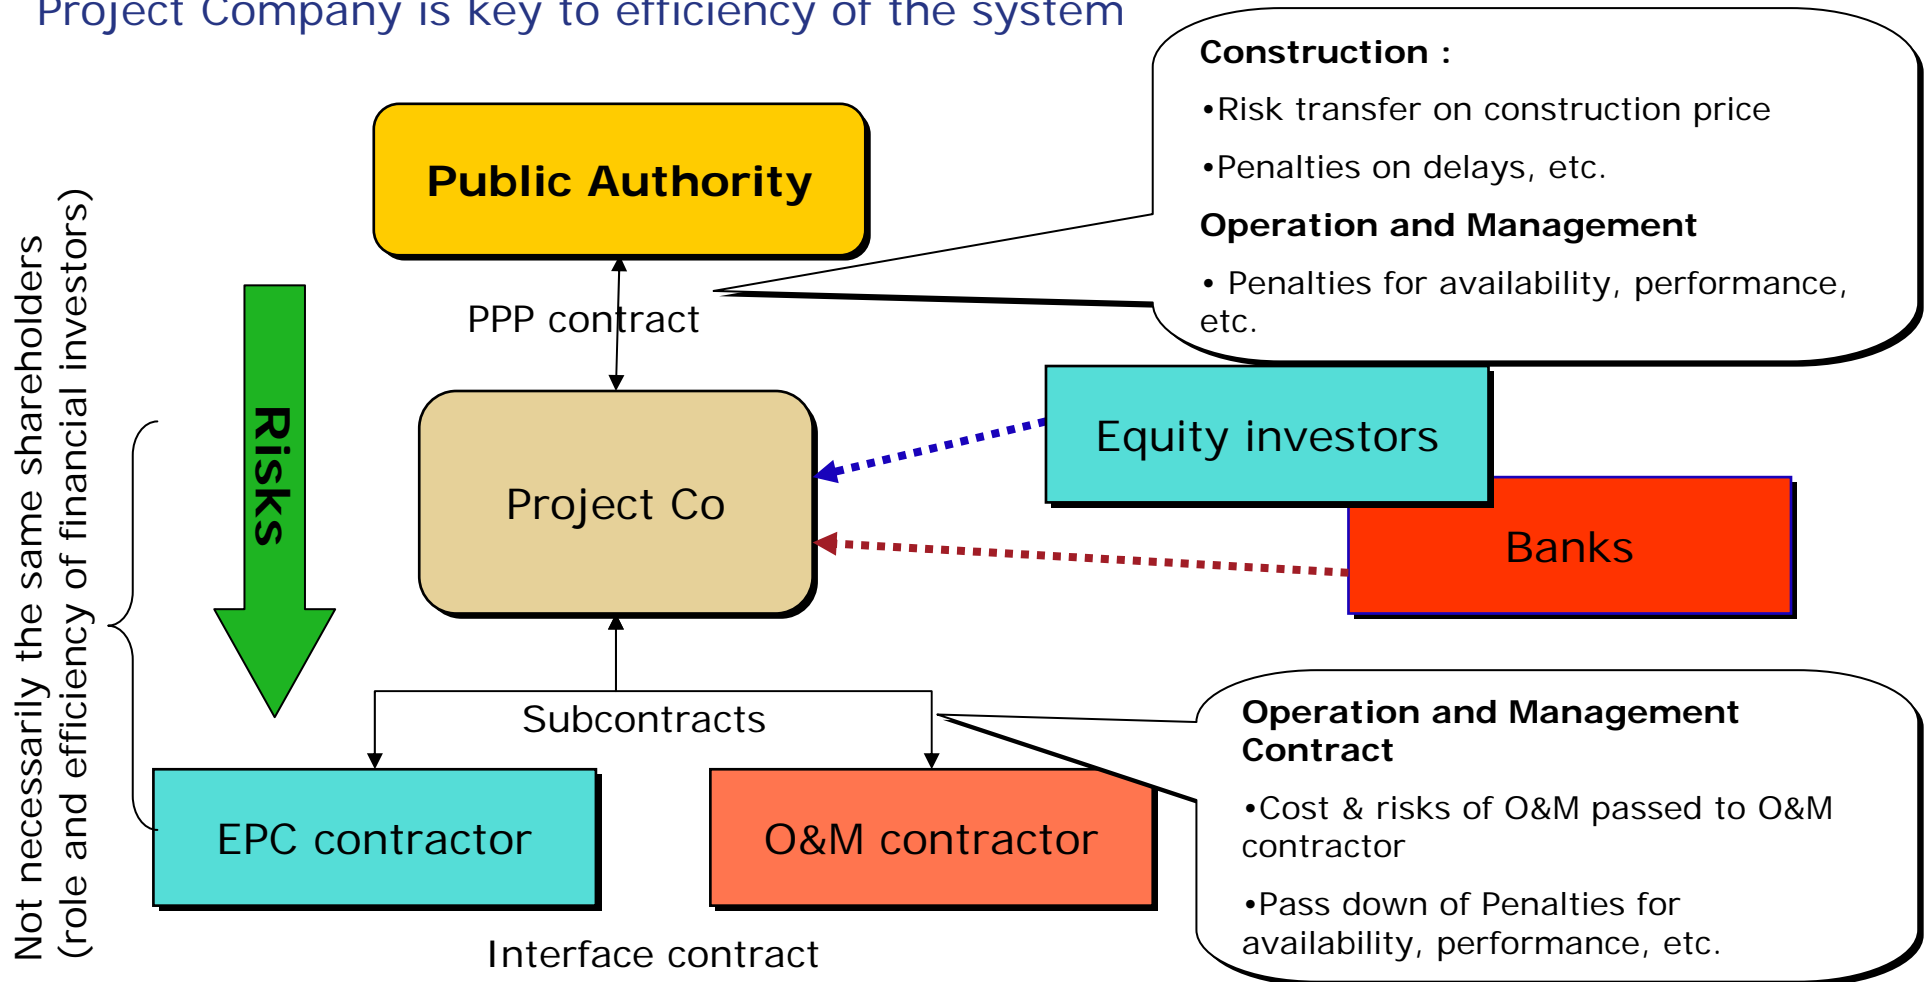 Project Company is key to efficiency of the system
Construction :
•Risk transfer on construction price
•Penalties on delays, etc.
Operation and Management
• Penalties for availability, performance,
etc.
Public Authority
PPP contract
Not necessarily the same shareholders
(role and efficiency of financial investors)
Risks
Equity investors
Project Co
Banks
Subcontracts
Operation and Management
Contract
•Cost & risks of O&M passed to O&M
contractor
•Pass down of Penalties for
availability, performance, etc.
EPC contractor
O&M contractor
Interface contract